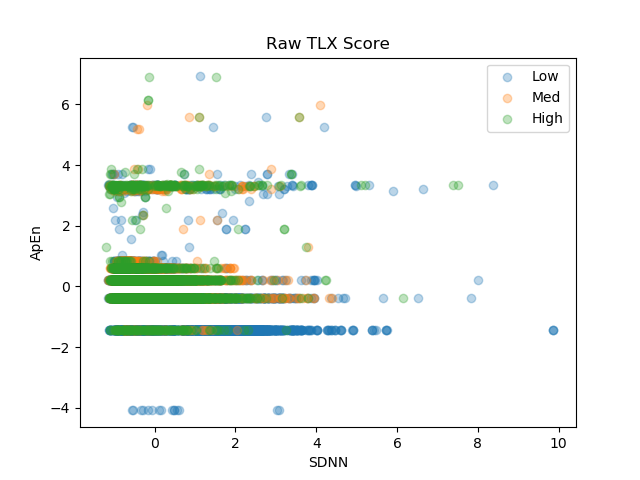 Raw TLX Score
Low
Med
High
ApEn
6
4
2
0
−2
−4
0 2 4 6 8 10
SDNN